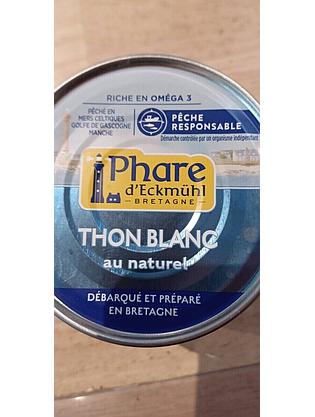 RICHE EN OMÉGA 3
PÊCHÉ EN
MERS CELTIQUES
GOLFE DE GASCOGNE
MANCHE
PÊCHE
RESPONSABLE
Démarche contrôlée par un organisme indépendant
Phare
d'Eckmühl
BRETAGNE
THON BLANC
au naturel
DÉBARQUÉ ET PRÉPARÉ
EN BRETAGNE